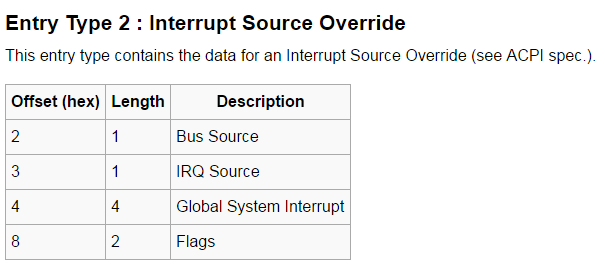 Entry Type 2 : Interrupt Source Override
This entry type contains the data for an Interrupt Source Override (see ACPI spec.).
Offset (hex) Length Description
2 1 Bus Source
3 1 IRQ Source
4 4 Global System Interrupt
8 2 Flags